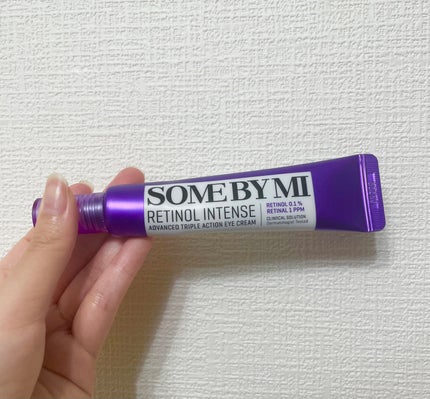 SOME BY MI
RETINOL INTENSE
ADVANCED TRIPLE ACTION EYE CREAM
RETINOL 0.1 %
RETINAL 1 PPM
CLINICAL SOLUTION
Dermatologist Tested